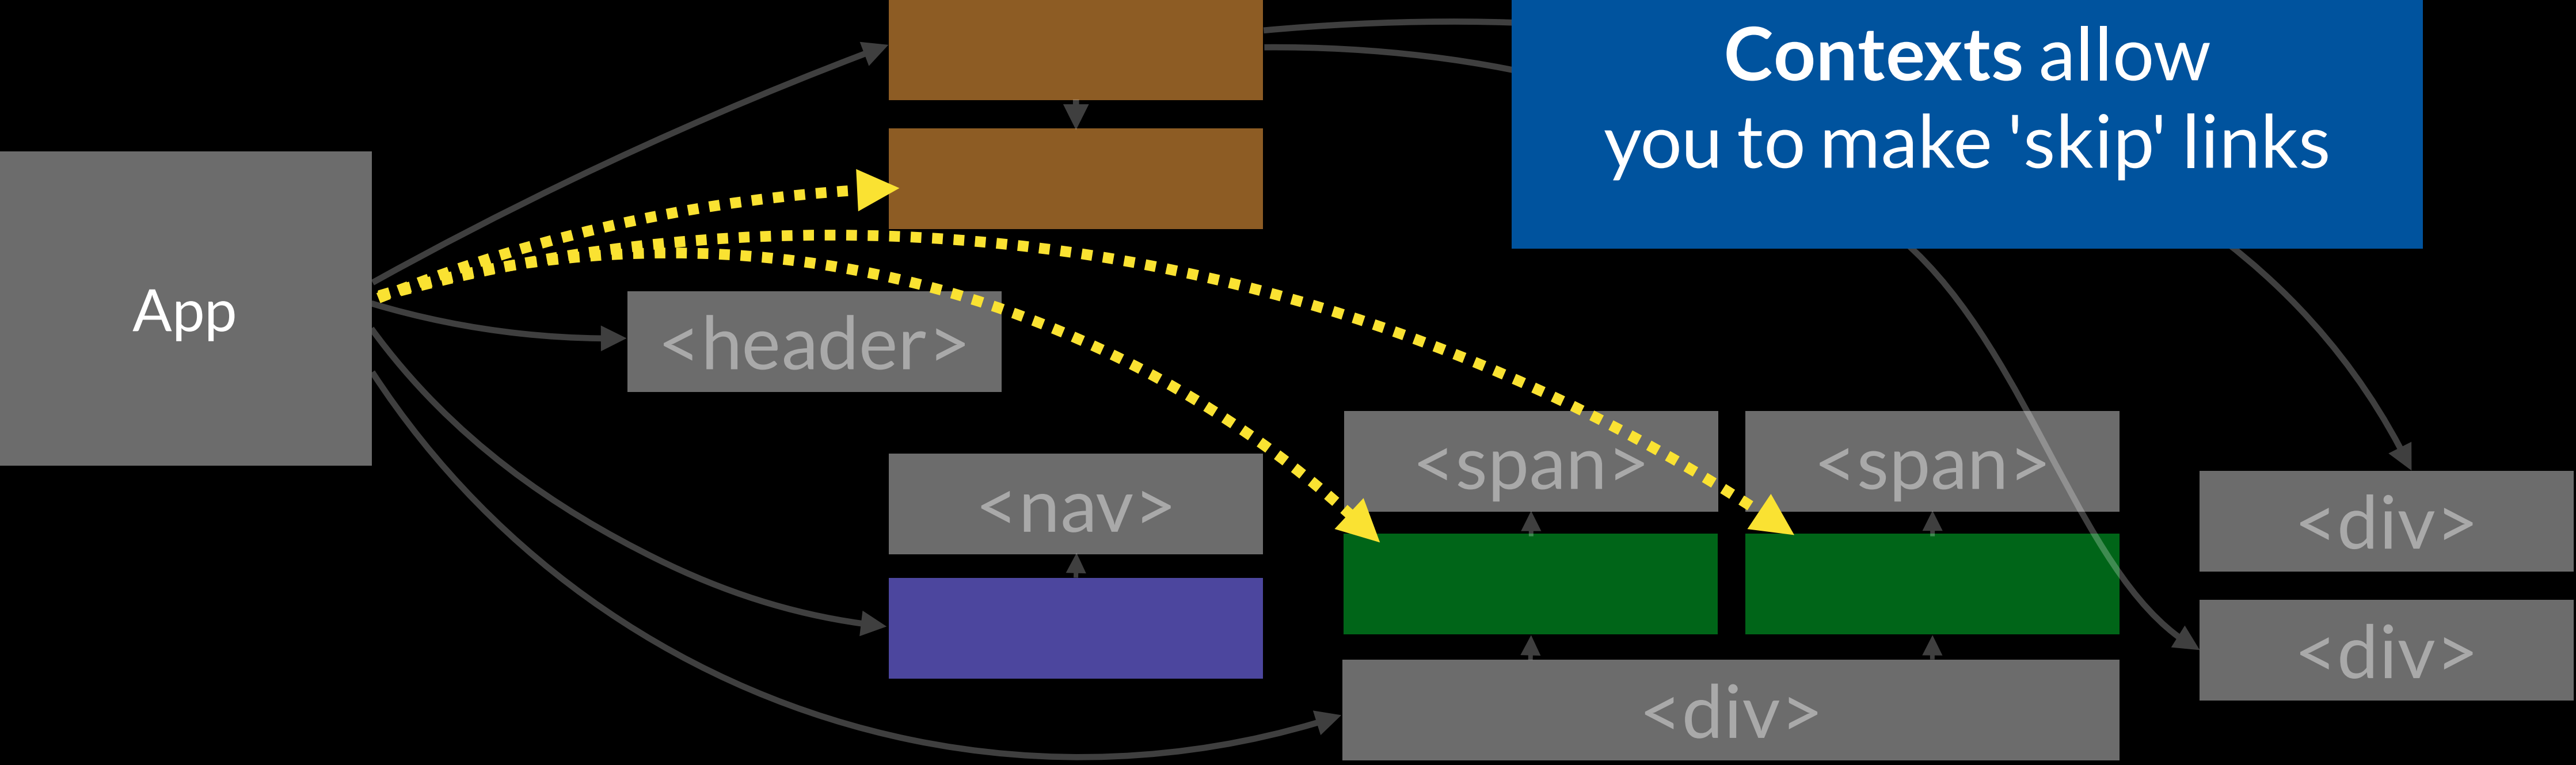 Contexts allow
you to make 'skip' links
App
<header>
<nav>
<span>
<span>
<div>
<div>
<div>